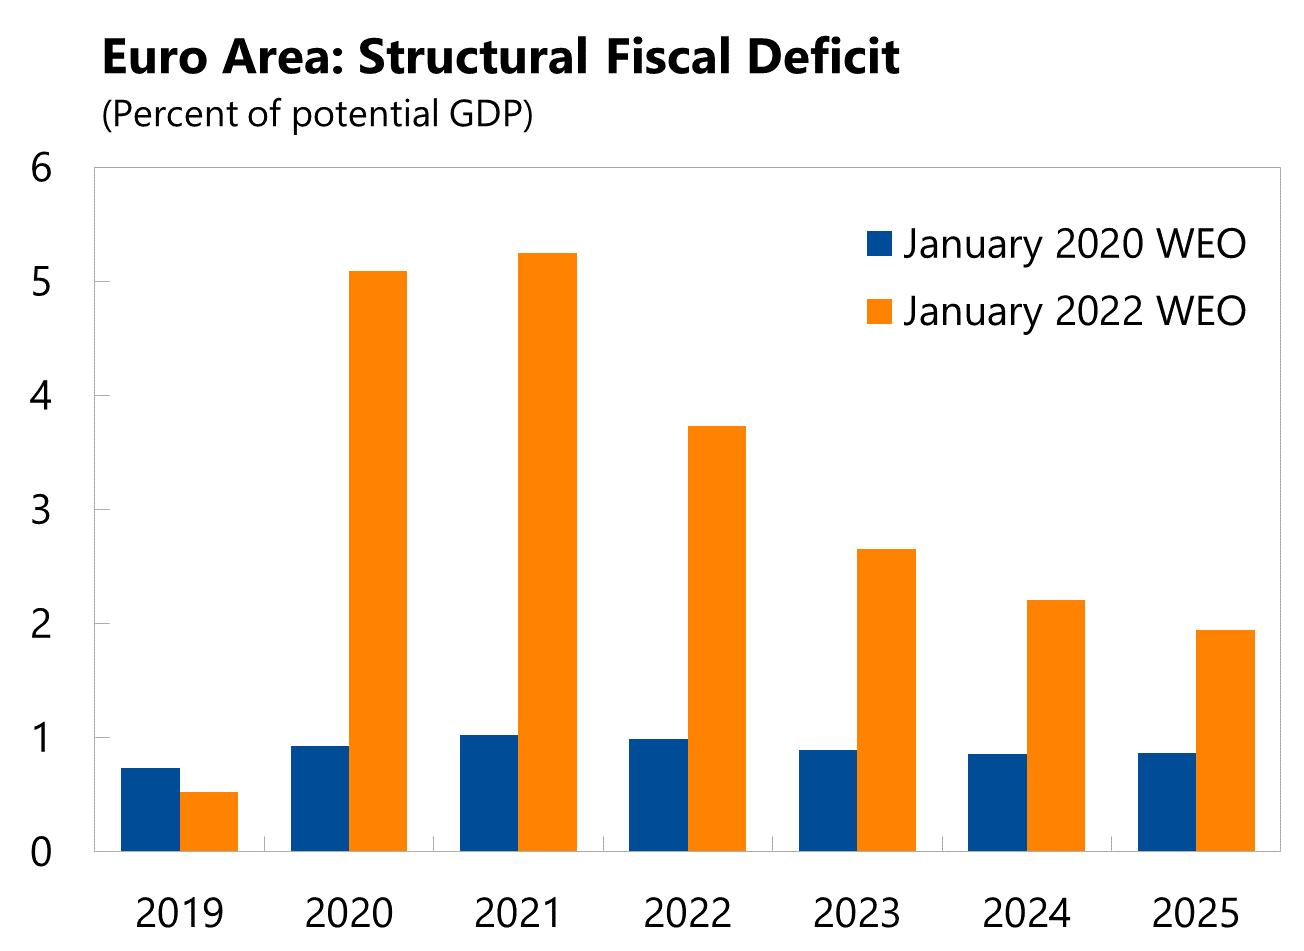 Euro Area: Structural Fiscal Deficit
(Percent of potential GDP)
6
January 2020 WEO
5
January 2022 WEO
4
3
2
1
0
2019 2020 2021 2022 2023 2024 2025